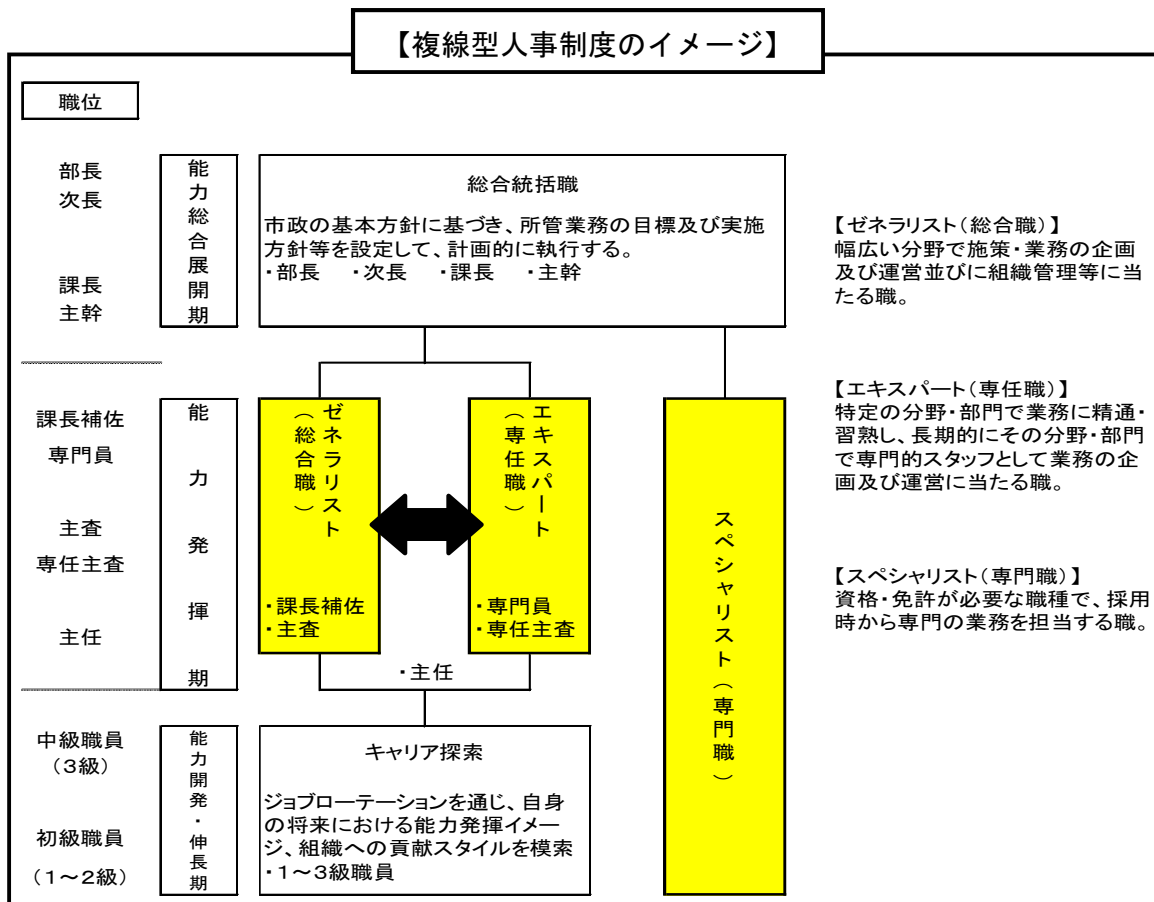 【複線型人事制度のイメージ】
職位
部長
次長
課長
主幹
能力総合展開期
総合統括職
市政の基本方針に基づき、所管業務の目標及び実施
方針等を設定して、計画的に執行する。
・部長　・次長　・課長　・主幹
課長補佐
専門員
主査
専任主査
主任
能力発揮期
ゼネラリスト
（総合職）
・課長補佐
・主査
エキスパート
（専任職）
・専門員
・専任主査
・主任
スペシャリスト（専門職）
中級職員
（３級）
初級職員
（１～２級）
能力開発・伸長期
キャリア探索
ジョブローテーションを通じ、自身
の将来における能力発揮イメー
ジ、組織への貢献スタイルを模索
・１～３級職員
【ゼネラリスト（総合職）】
幅広い分野で施策・業務の企画
及び運営並びに組織管理等に当
たる職。
【エキスパート（専任職）】
特定の分野・部門で業務に精通・
習熟し、長期的にその分野・部門
で専門的スタッフとして業務の企
画及び運営に当たる職。
【スペシャリスト（専門職）】
資格・免許が必要な職種で、採用
時から専門の業務を担当する職。